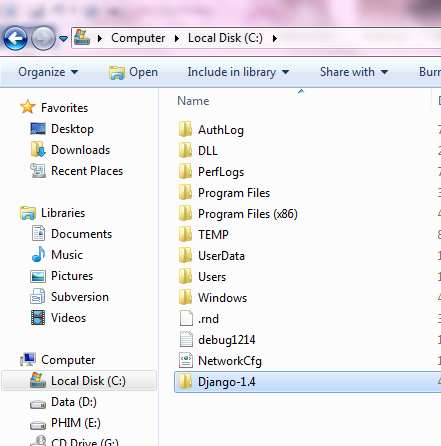 Computer Local Disk (C:)
Organize Open Include in library Share with Burn
Name
Favorites
Desktop
Downloads
Recent Places
Libraries
Documents
Music
Pictures
Subversion
Videos
Computer
Local Disk (C:)
Data (D:)
PHIM (E:)
CD Drive (G:)
AuthLog
DLL
PerfLogs
Program Files
Program Files (x86)
TEMP
UserData
Users
Windows
.rnd
debug1214
NetworkCfg
Django-1.4